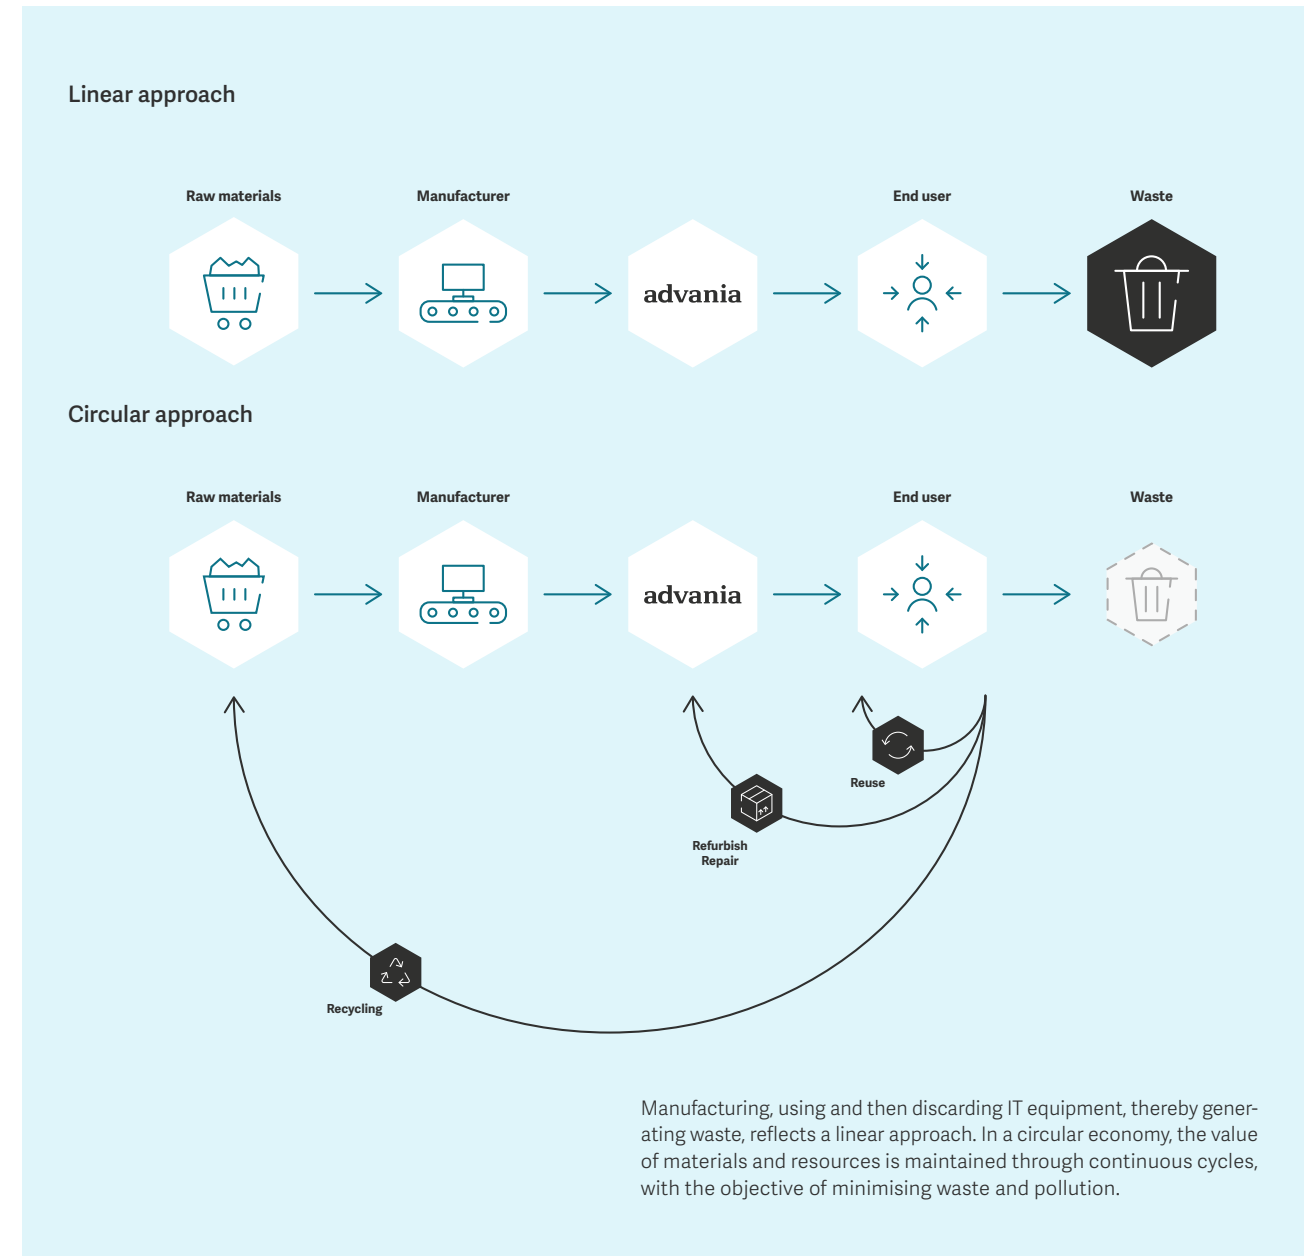 Linear approach
Raw materials
Manufacturer
End user
Waste
advania
Circular approach
Raw materials
Manufacturer
End user
Waste
advania
Reuse
Refurbish
Repair
Recycling
Manufacturing, using and then discarding IT equipment, thereby gener-
ating waste, reflects a linear approach. In a circular economy, the value
of materials and resources is maintained through continuous cycles,
with the objective of minimising waste and pollution.